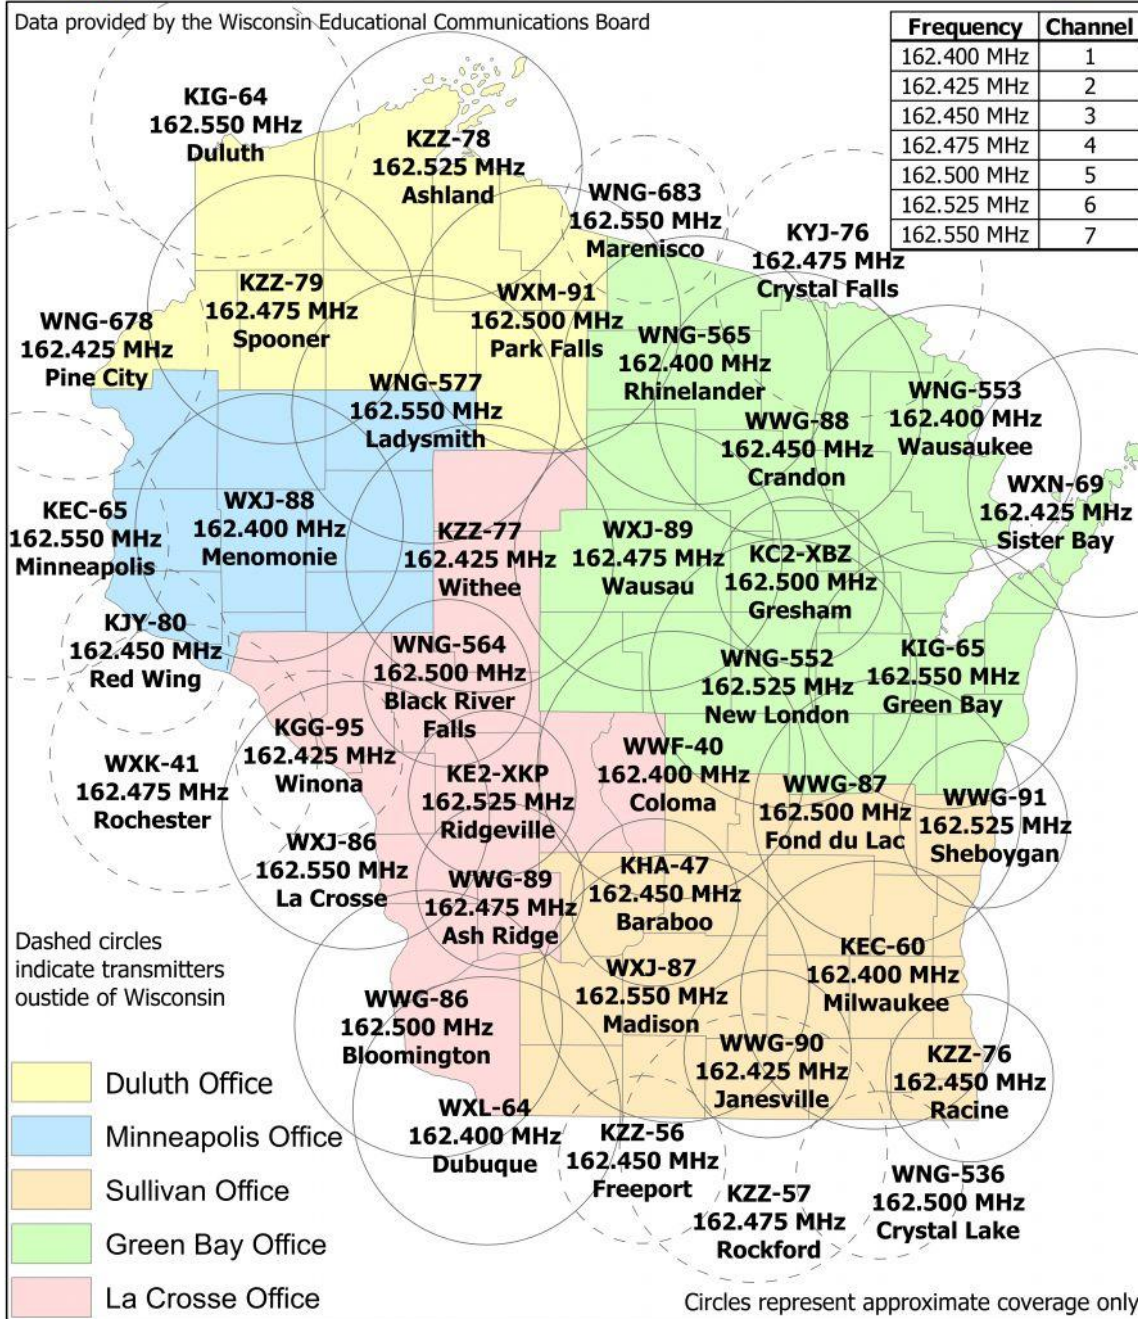 Data provided by the Wisconsin Educational Communications Board
Frequency Channel
162.400 MHz 1
162.425 MHz 2
162.450 MHz 3
162.475 MHz 4
162.500 MHz 5
162.525 MHz 6
162.550 MHz 7
KIG-64
162.550 MHz
Duluth
KZZ-78
162.525 MHz
Ashland
WNG-683
162.550 MHz
Marenisco
KYJ-76
162.475 MHz
Crystal Falls
KZZ-79
162.475 MHz
Spooner
WXM-91
162.500 MHz
Park Falls
WNG-678
162.425 MHz
Pine City
WNG-565
162.400 MHz
Rhinelander
WNG-577
162.550 MHz
Ladysmith
WNG-553
162.400 MHz
Wausaukee
WWG-88
162.450 MHz
Crandon
WXN-69
162.425 MHz
Sister Bay
KEC-65
162.550 MHz
Minneapolis
WXJ-88
162.400 MHz
Menomonie
KZZ-77
162.425 MHz
Withee
WXJ-89
162.475 MHz
Wausau
KC2-XBZ
162.500 MHz
Gresham
KJY-80
162.450 MHz
Red Wing
WNG-564
162.500 MHz
Black River
Falls
WNG-552
162.525 MHz
New London
KIG-65
162.550 MHz
Green Bay
KGG-95
162.425 MHz
Winona
WXK-41
162.475 MHz
Rochester
KE2-XKP
162.525 MHz
Ridgeville
WWF-40
162.400 MHz
Coloma
WWG-87
162.500 MHz
Fond du Lac
WWG-91
162.525 MHz
Sheboygan
WXJ-86
162.550 MHz
La Crosse
WWG-89
162.475 MHz
Ash Ridge
KHA-47
162.450 MHz
Baraboo
KEC-60
162.400 MHz
Milwaukee
Dashed circles
indicate transmitters
oustide of Wisconsin
WXJ-87
162.550 MHz
Madison
WWG-86
162.500 MHz
Bloomington
WWG-90
162.425 MHz
Janesville
KZZ-76
162.450 MHz
Racine
WXL-64
162.400 MHz
Dubuque
KZZ-56
162.450 MHz
Freeport
KZZ-57
162.475 MHz
Rockford
WNG-536
162.500 MHz
Crystal Lake
Duluth Office
Minneapolis Office
Sullivan Office
Green Bay Office
La Crosse Office
Circles represent approximate coverage only